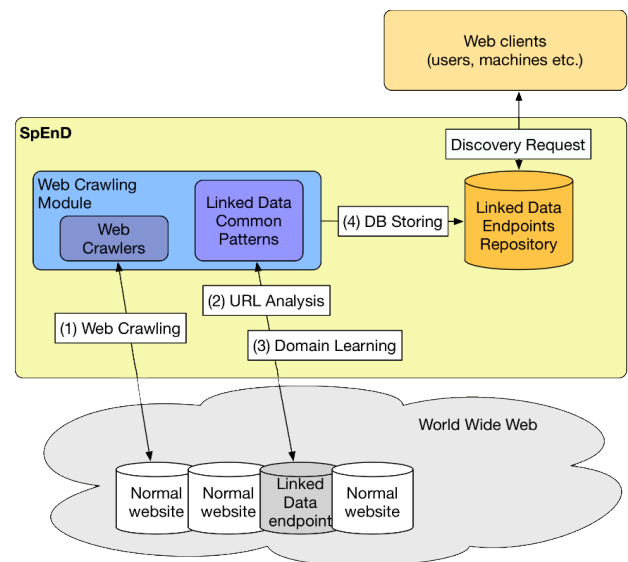 Web clients
(users, machines etc.)
SpEnD
Discovery Request
Web Crawling
Module
Linked Data
Common
Patterns
Web
Crawlers
(4) DB Storing
Linked Data
Endpoints
Repository
(2) URL Analysis
(1) Web Crawling
(3) Domain Learning
World Wide Web
Normal
website
Normal
website
Linked
Data
endpoint
Normal
website